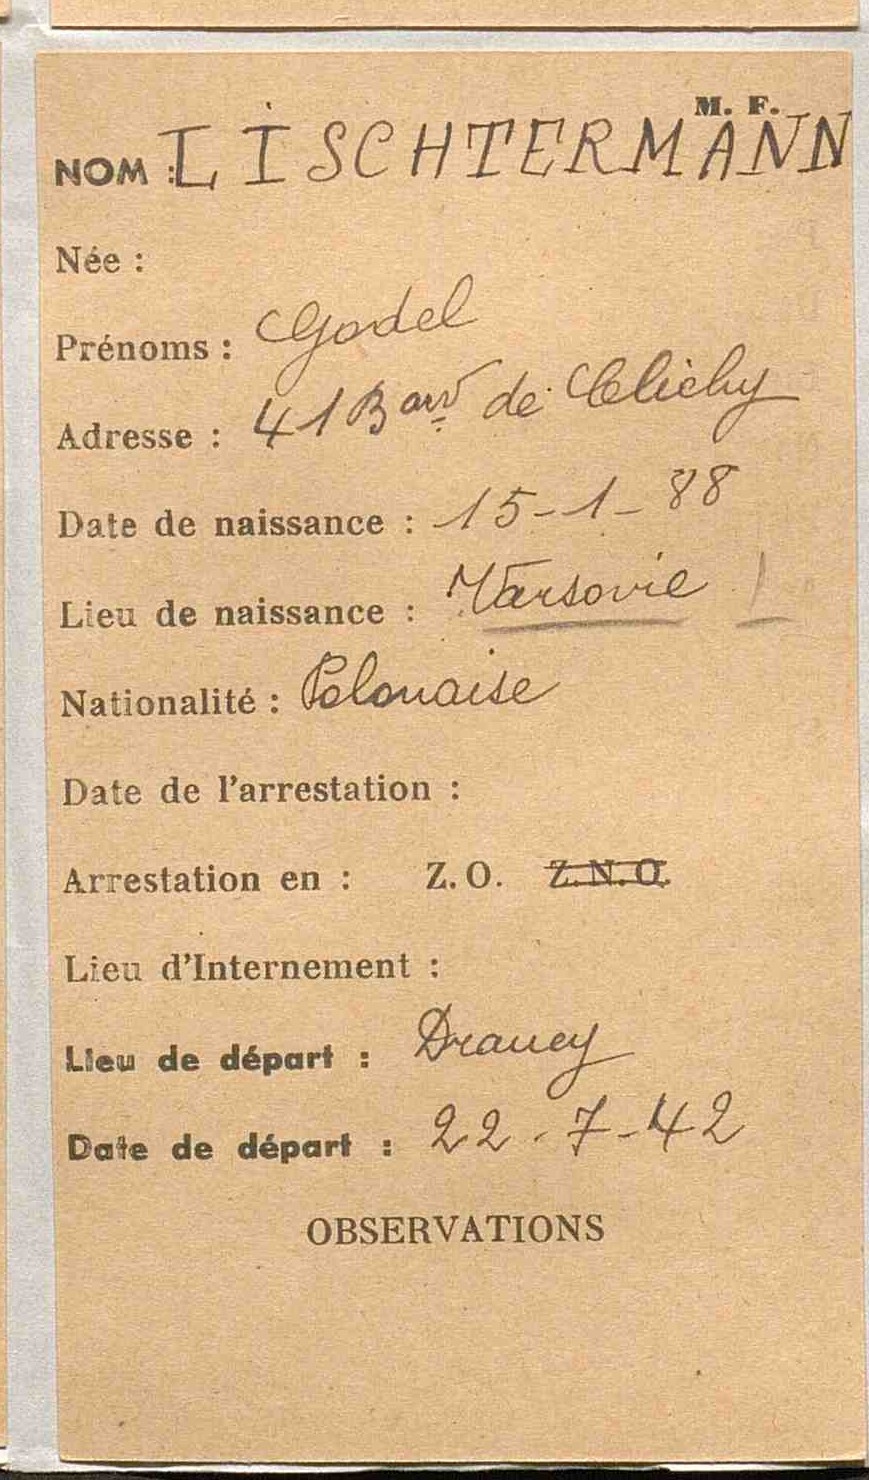 M. F.
NOM : LISCHTERMANN
Née :
Prénoms : Godel
Adresse : 41 Bard de Clichy
Date de naissance : 15-1-88
Lieu de naissance : Varsovie
Nationalité : Polonaise
Date de l'arrestation :
Arrestation en : Z.O. Z.N.O.
Lieu d'Internement :
Lieu de départ : Drancy
Date de départ : 22-7-42
OBSERVATIONS